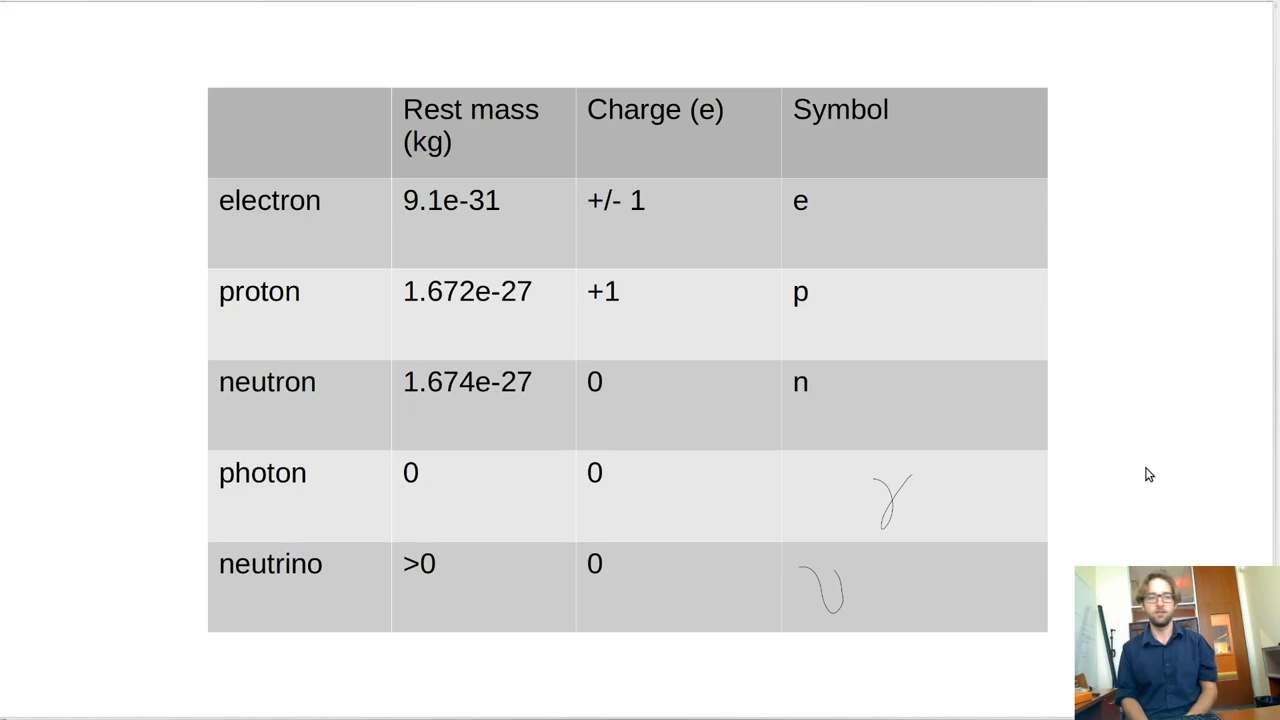 Rest mass (kg) Charge (e) Symbol
electron 9.1e-31 +/- 1 e
proton 1.672e-27 +1 p
neutron 1.674e-27 0 n
photon 0 0 γ
neutrino >0 0 ν